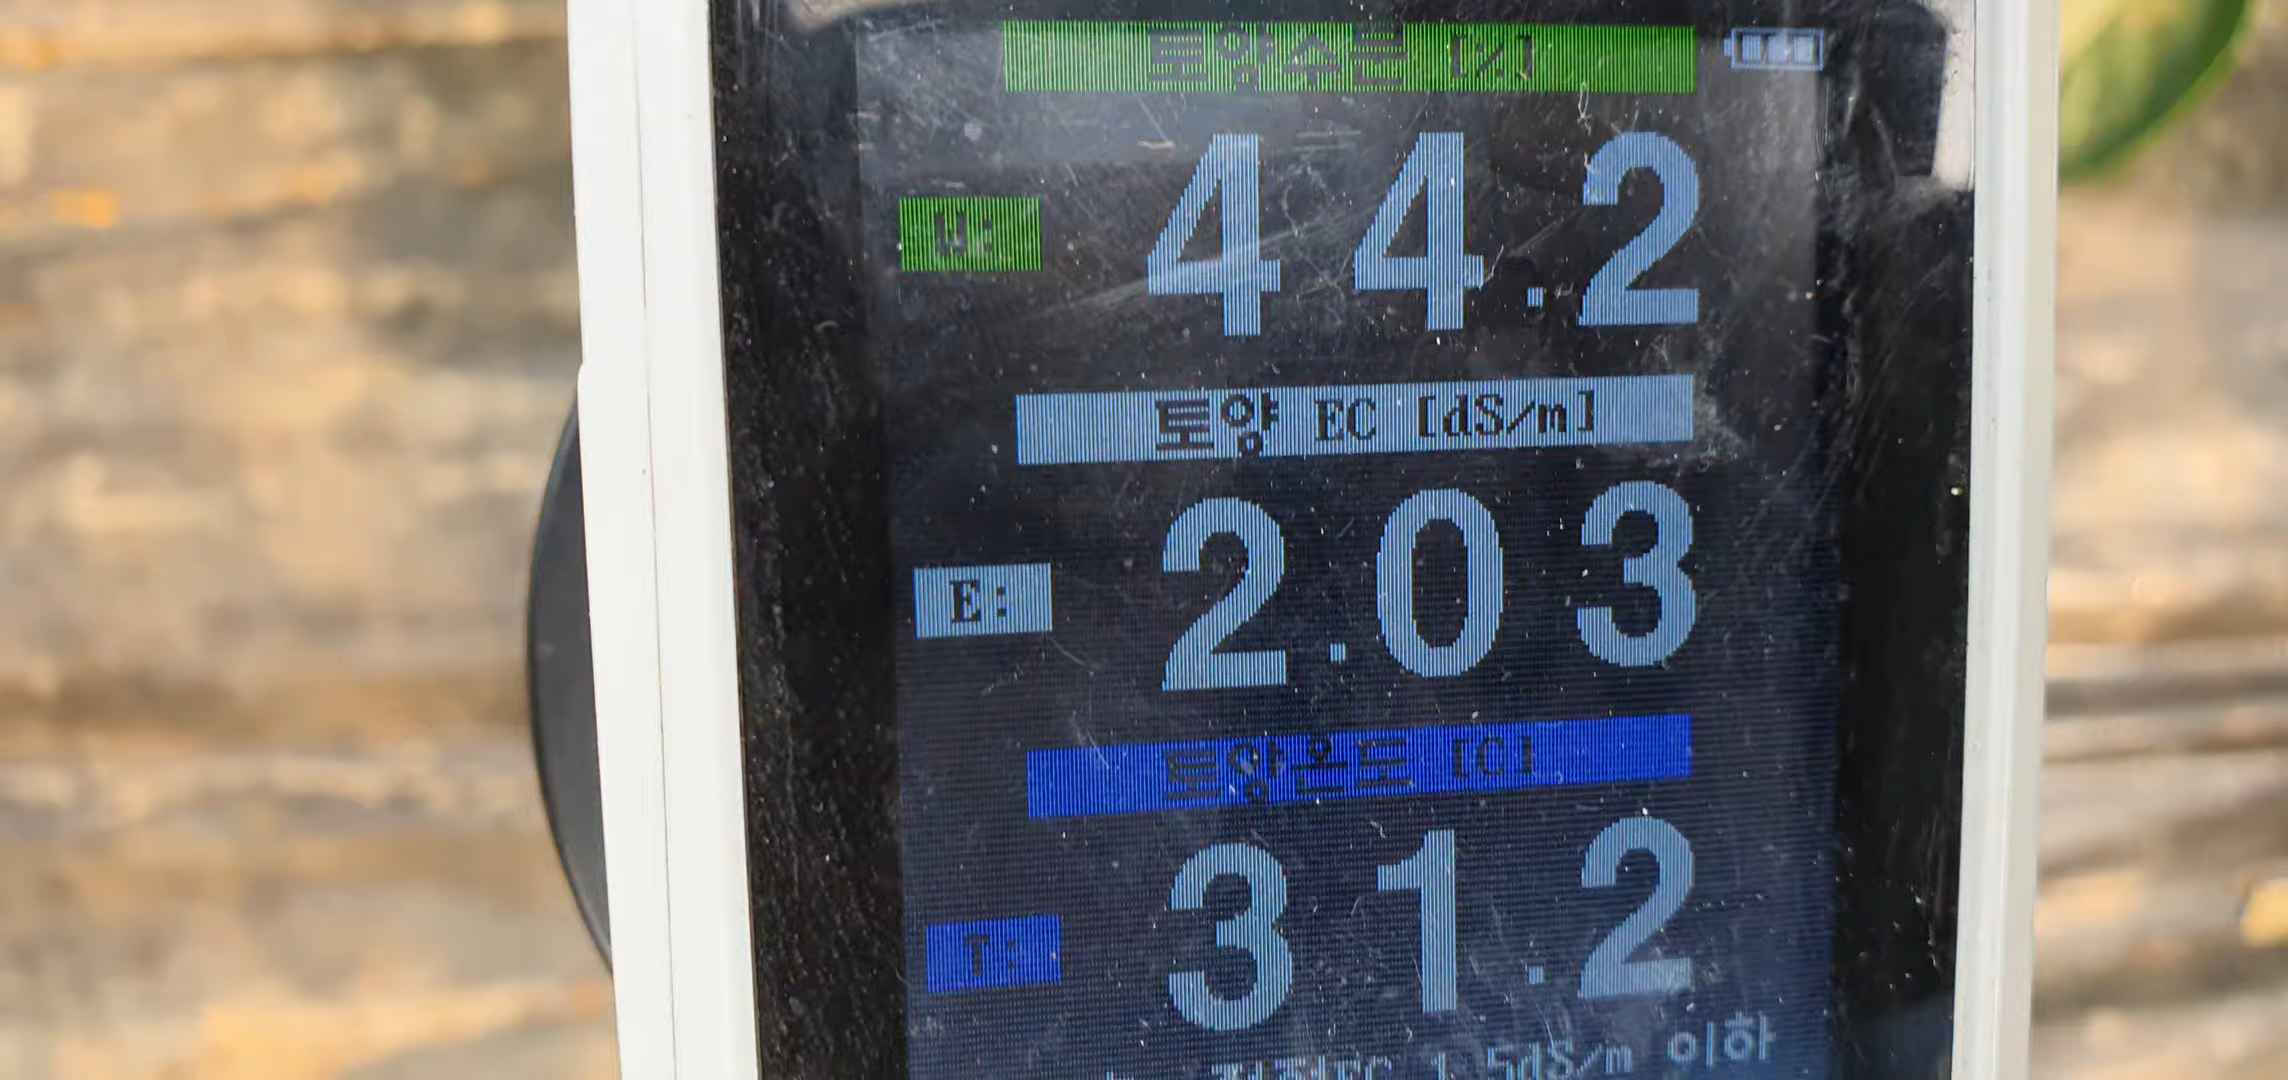 토양수분 [%]
W: 44.2
토양 EC [dS/m]
E: 2.03
토양온도 [C]
T: 31.2
EC 1.5dS/m 이하